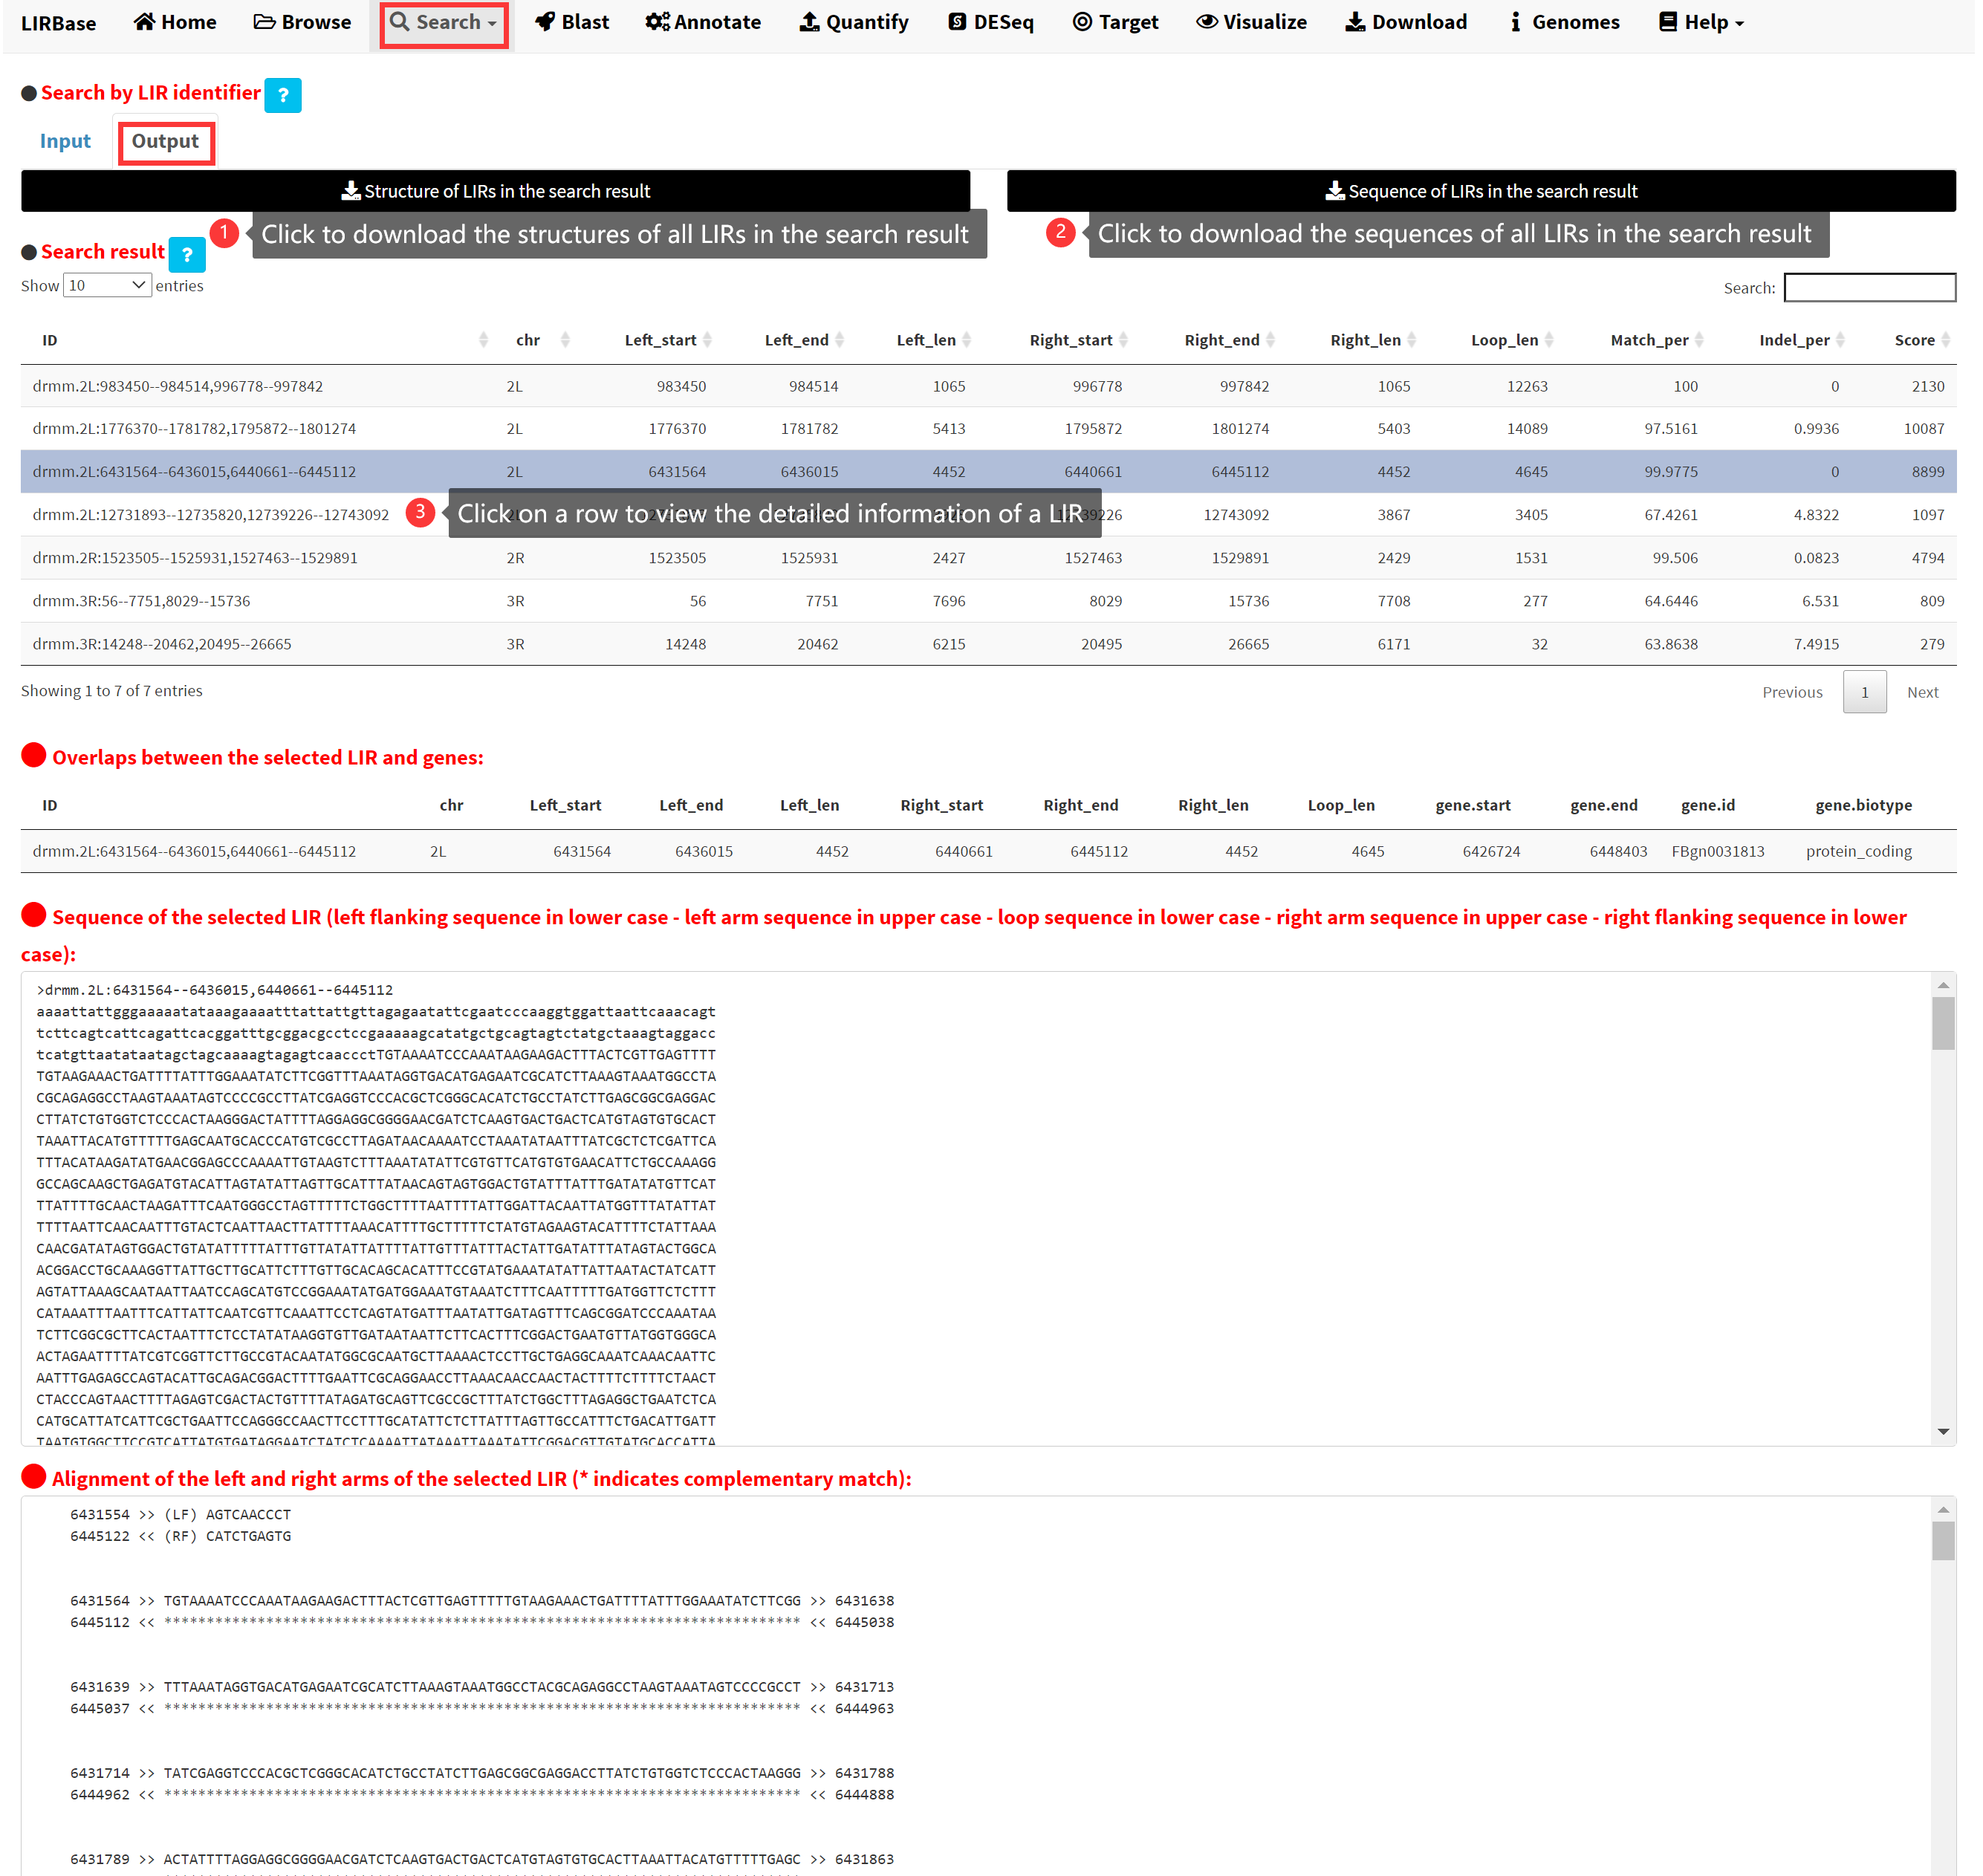 LIRBase Home Browse Search Blast Annotate Quantify DESeq Target Visualize Download Genomes Help
Search by LIR identifier ?
Input Output
Structure of LIRs in the search result Sequence of LIRs in the search result
1 Click to download the structures of all LIRs in the search result 2 Click to download the sequences of all LIRs in the search result
Search result ?
Show 10 entries Search:
ID chr Left_start Left_end Left_len Right_start Right_end Right_len Loop_len Match_per Indel_per Score
drmm.2L:983450--984514,996778--997842 2L 983450 984514 1065 996778 997842 1065 12263 100 0 2130
drmm.2L:1776370--1781782,1795872--1801274 2L 1776370 1781782 5413 1795872 1801274 5403 14089 97.5161 0.9936 10087
drmm.2L:6431564--6436015,6440661--6445112 2L 6431564 6436015 4452 6440661 6445112 4452 4645 99.9775 0 8899
drmm.2L:12731893--12735820,12739226--12743092 12743092 3867 3405 67.4261 4.8322 1097
3 Click on a row to view the detailed information of a LIR
drmm.2R:1523505--1525931,1527463--1529891 2R 1523505 1525931 2427 1527463 1529891 2429 1531 99.506 0.0823 4794
drmm.3R:56--7751,8029--15736 3R 56 7751 7696 8029 15736 7708 277 64.6446 6.531 809
drmm.3R:14248--20462,20495--26665 3R 14248 20462 6215 20495 26665 6171 32 63.8638 7.4915 279
Showing 1 to 7 of 7 entries Previous 1 Next
Overlaps between the selected LIR and genes:
ID chr Left_start Left_end Left_len Right_start Right_end Right_len Loop_len gene.start gene.end gene.id gene.biotype
drmm.2L:6431564--6436015,6440661--6445112 2L 6431564 6436015 4452 6440661 6445112 4452 4645 6426724 6448403 FBgn0031813 protein_coding
Sequence of the selected LIR (left flanking sequence in lower case - left arm sequence in upper case - loop sequence in lower case - right arm sequence in upper case - right flanking sequence in lower
case):
>drmm.2L:6431564--6436015,6440661--6445112
aaaattattgggaaaaatataaagaaaatttattattgttagagaatattcgaatcccaaggtggattaattcaaacagt
tcttcagtcattcagattcacggatttgcggacgcctccgaaaaagcatatgctgcagtagtctatgctaaagtaggacc
tcatgttaatataatagctagcaaaagtagagtcaaccctTGTAAAATCCCAAATAAGAAGACTTTACTCGTTGAGTTTT
TGTAAGAAACTGATTTTATTTGGAAATATCTTCGGTTTAAATAGGTGACATGAGAATCGCATCTTAAAGTAAATGGCCTA
CGCAGAGGCCTAAGTAAATAGTCCCCGCCTTATCGAGGTCCCACGCTCGGGCACATCTGCCTATCTTGAGCGGCGAGGAC
CTTATCTGTGGTCTCCCACTAAGGGACTATTTTAGGAGGCGGGGAACGATCTCAAGTGACTGACTCATGTAGTGTGCACT
TAAATTACATGTTTTTGAGCAATGCACCCATGTCGCCTTAGATAACAAAATCCTAAATATAATTTATCGCTCTCGATTCA
TTTACATAAGATATGAACGGAGCCCAAAATTGTAAGTCTTTAAATATATTCGTGTTCATGTGTGAACATTCTGCCAAAGG
GCCAGCAAGCTGAGATGTACATTAGTATATTAGTTGCATTTATAACAGTAGTGGACTGTATTTATTTGATATATGTTCAT
TTATTTTGCAACTAAGATTTCAATGGGCCTAGTTTTTCTGGCTTTTAATTTTATTGGATTACAATTATGGTTTATATTAT
TTTTAATTCAACAATTTGTACTCAATTAACTTATTTTAAACATTTTGCTTTTTCTATGTAGAAGTACATTTTCTATTAAA
CAACGATATAGTGGACTGTATATTTTTATTTGTTATATTATTTTATTGTTTATTTACTATTGATATTTATAGTACTGGCA
ACGGACCTGCAAAGGTTATTGCTTGCATTCTTTGTTGCACAGCACATTTCCGTATGAAATATATTATTAATACTATCATT
AGTATTAAAGCAATAATTAATCCAGCATGTCCGGAAATATGATGGAAATGTAAATCTTTCAATTTTTGATGGTTCTCTTT
CATAAATTTAATTTCATTATTCAATCGTTCAAATTCCTCAGTATGATTTAATATTGATAGTTTCAGCGGATCCCAAATAA
TCTTCGGCGCTTCACTAATTTCTCCTATATAAGGTGTTGATAATAATTCTTCACTTTCGGACTGAATGTTATGGTGGGCA
ACTAGAATTTTATCGTCGGTTCTTGCCGTACAATATGGCGCAATGCTTAAAACTCCTTGCTGAGGCAAATCAAACAATTC
AATTTGAGAGCCAGTACATTGCAGACGGACTTTTGAATTCGCAGGAACCTTAAACAACCAACTACTTTTCTTTTCTAACT
CTACCCAGTAACTTTTAGAGTCGACTACTGTTTTATAGATGCAGTTCGCCGCTTTATCTGGCTTTAGAGGCTGAATCTCA
CATGCATTATCATTCGCTGAATTCCAGGGCCAACTTCCTTTGCATATTCTCTTATTTAGTTGCCATTTCTGACATTGATT
TAATGTGGCTTCCGTCATTATGTGATAGGAATCTATCTCAAAATTATAAATTAAATATTCGGACGTTGTATGCACCATTA
Alignment of the left and right arms of the selected LIR (* indicates complementary match):
6431554 >> (LF) AGTCAACCCT
6445122 << (RF) CATCTGAGTG
6431564 >> TGTAAAATCCCAAATAAGAAGACTTTACTCGTTGAGTTTTTGTAAGAAACTGATTTTATTTGGAAATATCTTCGG >> 6431638
6445112 << *************************************************************************** << 6445038
6431639 >> TTTAAATAGGTGACATGAGAATCGCATCTTAAAGTAAATGGCCTACGCAGAGGCCTAAGTAAATAGTCCCCGCCT >> 6431713
6445037 << *************************************************************************** << 6444963
6431714 >> TATCGAGGTCCCACGCTCGGGCACATCTGCCTATCTTGAGCGGCGAGGACCTTATCTGTGGTCTCCCACTAAGGG >> 6431788
6444962 << *************************************************************************** << 6444888
6431789 >> ACTATTTTAGGAGGCGGGGAACGATCTCAAGTGACTGACTCATGTAGTGTGCACTTAAATTACATGTTTTTGAGC >> 6431863